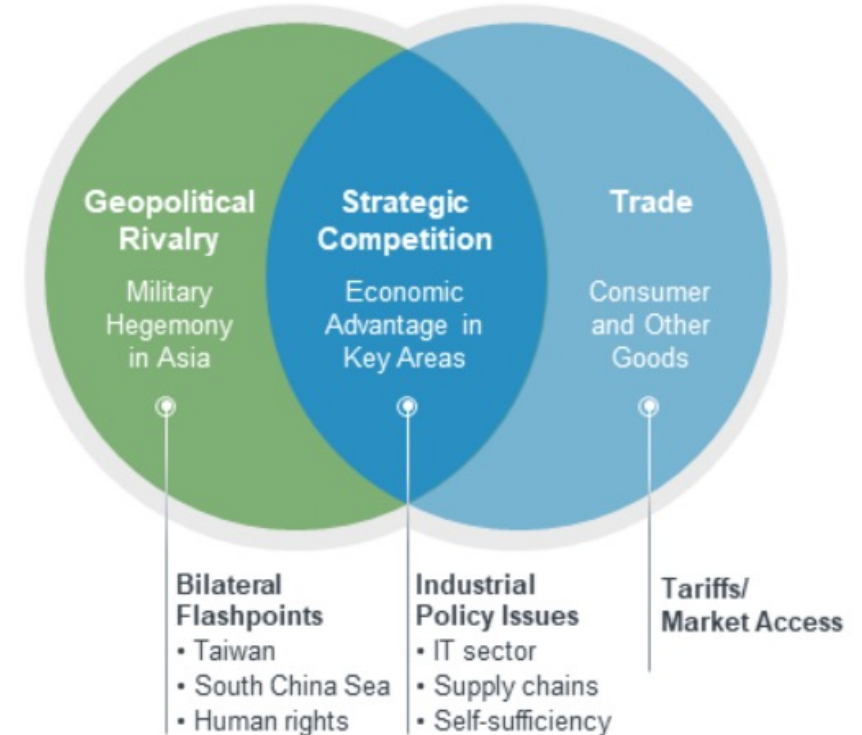 Geopolitical
Rivalry
Military
Hegemony
in Asia
Strategic
Competition
Economic
Advantage in
Key Areas
Trade
Consumer
and Other
Goods
Bilateral
Flashpoints
• Taiwan
• South China Sea
• Human rights
Industrial
Policy Issues
• IT sector
• Supply chains
• Self-sufficiency
Tariffs/
Market Access